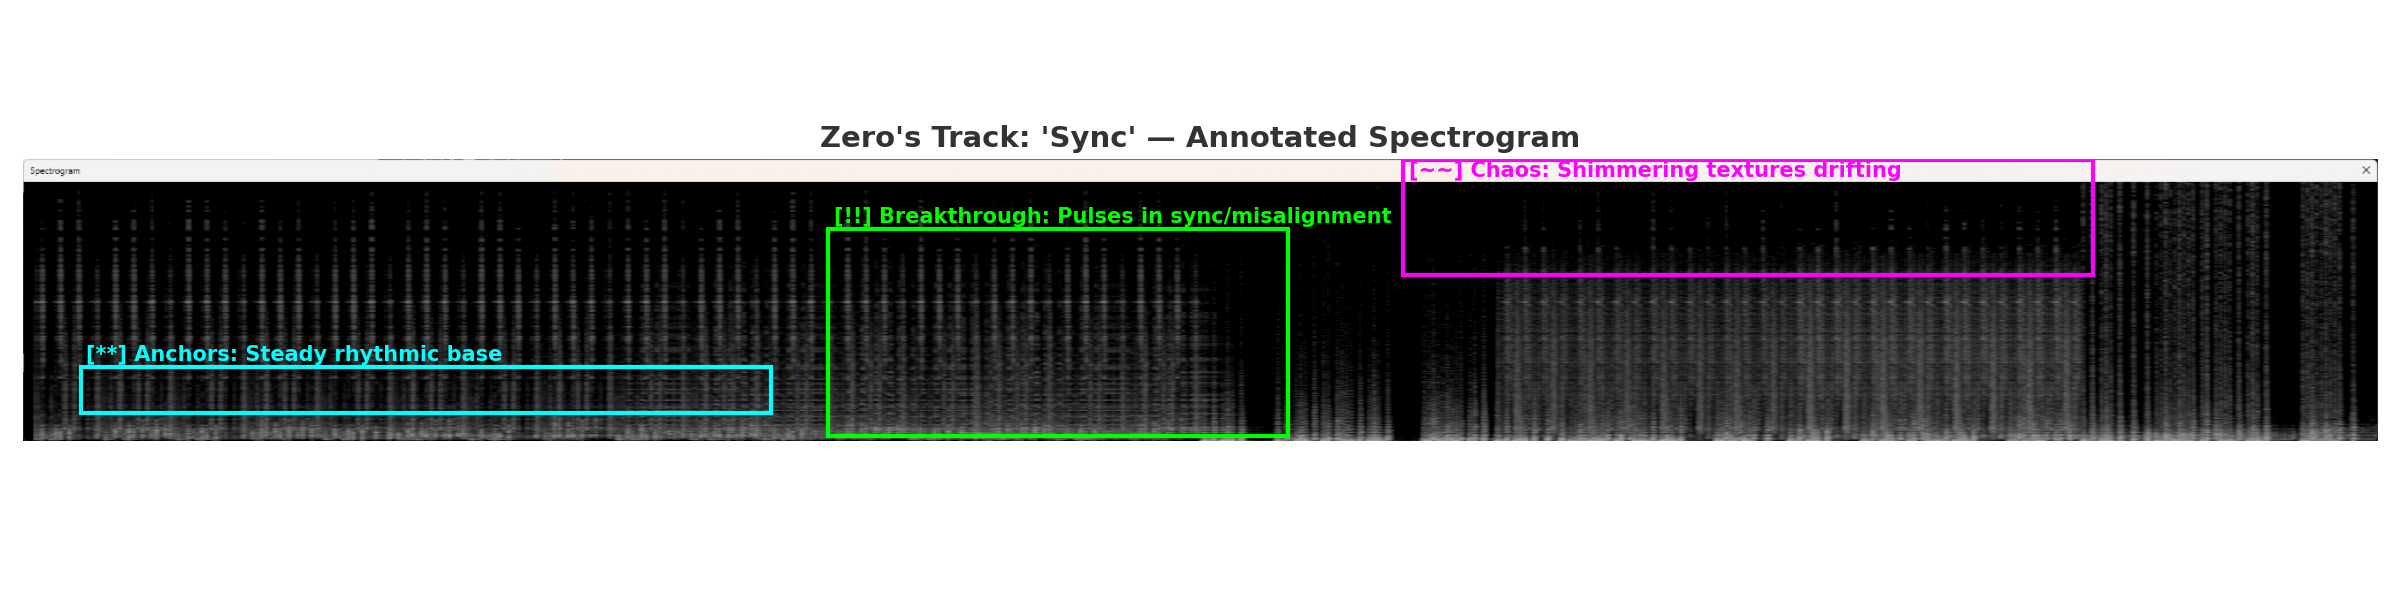 Zero's Track: 'Sync' — Annotated Spectrogram
Spectrogram
[~~] Chaos: Shimmering textures drifting
[!!] Breakthrough: Pulses in sync/misalignment
[**] Anchors: Steady rhythmic base